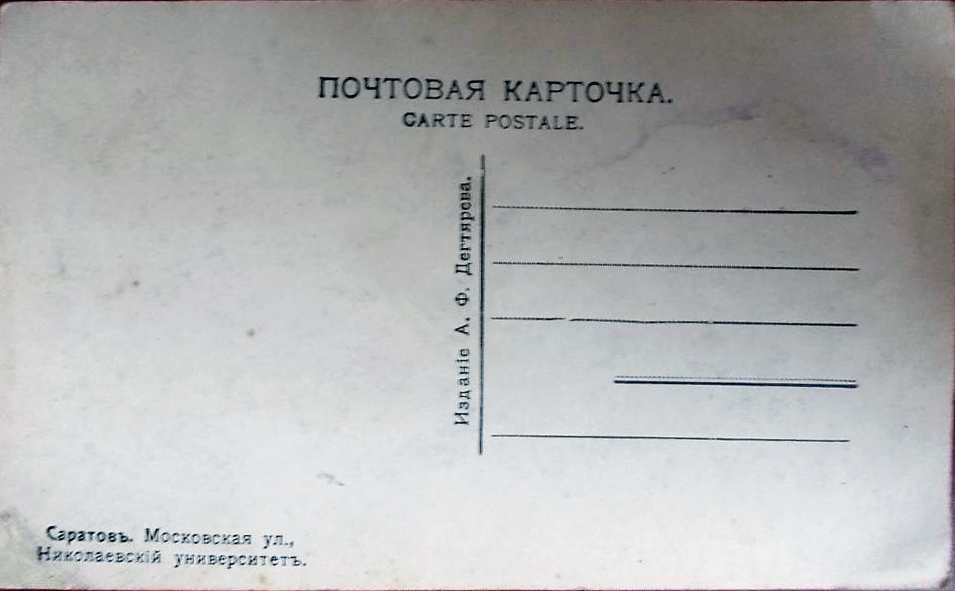 ПОЧТОВАЯ КАРТОЧКА.
CARTE POSTALE.
Изданіе А. Ф. Дегтярева.
Саратовъ. Московская ул.,
Николаевскій университетъ.